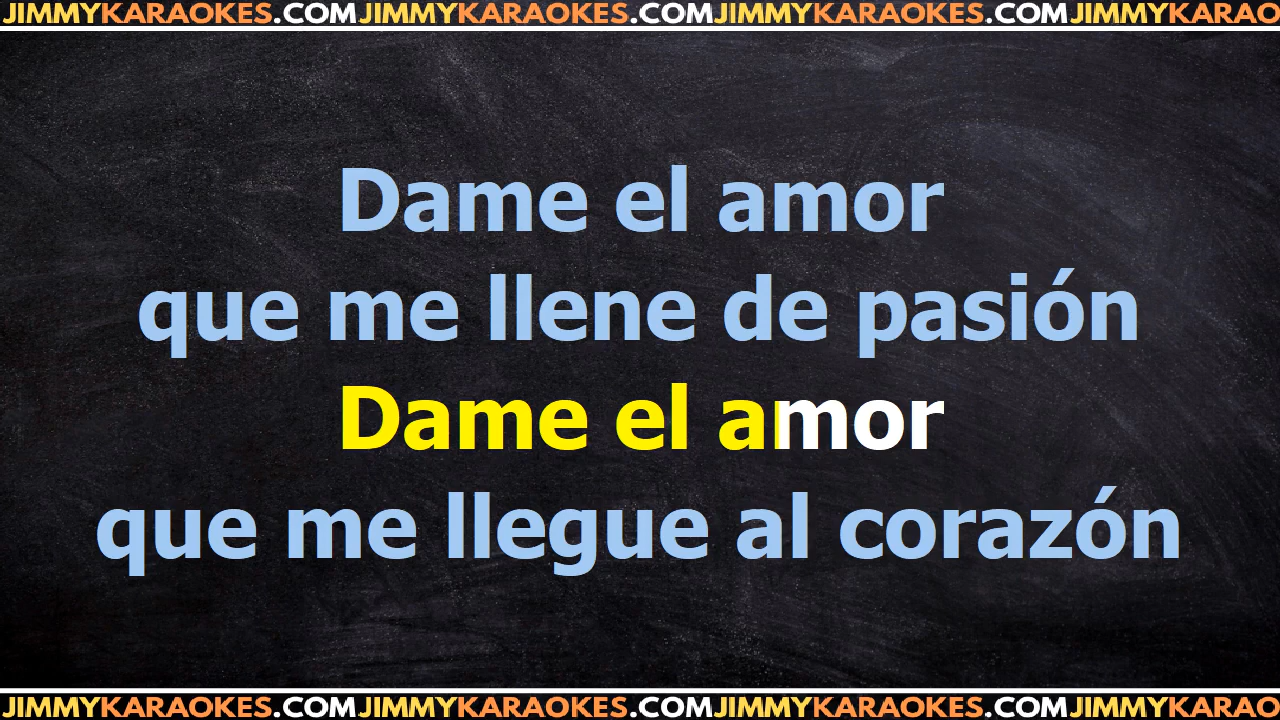 JIMMYKARAOKES.COMJIMMYKARAOKES.COMJIMMYKARAOKES.COMJIMMYKARAO
Dame el amor
que me llene de pasión
Dame el amor
que me llegue al corazón
JIMMYKARAOKES.COMJIMMYKARAOKES.COMJIMMYKARAOKES.COMJIMMYKARAO